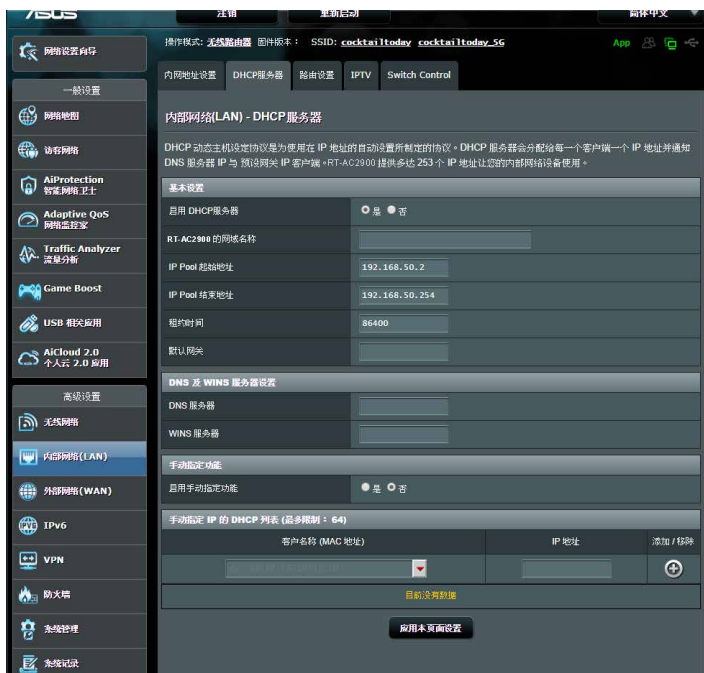 ASUS
注销
重新启动
简体中文
操作模式: 无线路由器 固件版本: SSID: cocktailtoday cocktailtoday_5G
App
网络设置向导
一般设置
网络地图
访客网络
AiProtection
智能网络卫士
Adaptive QoS
网络监控家
Traffic Analyzer
流量分析
Game Boost
USB 相关应用
AiCloud 2.0
个人云 2.0 应用
高级设置
无线网络
内部网络(LAN)
外部网络(WAN)
IPv6
VPN
防火墙
系统管理
系统记录
内网地址设置
DHCP服务器
路由设置
IPTV
Switch Control
内部网络(LAN) - DHCP服务器
DHCP 动态主机设定协议是为使用在 IP 地址的自动设置所制定的协议。DHCP 服务器会分配给每一个客户端一个 IP 地址并通知
DNS 服务器 IP 与 预设网关 IP 客户端。RT-AC2900 提供多达 253 个 IP 地址让您的内部网络设备使用。
基本设置
启用 DHCP服务器 是 否
RT-AC2900 的网域名称
IP Pool 起始地址 192.168.50.2
IP Pool 结束地址 192.168.50.254
租约时间 86400
默认网关
DNS 及 WINS 服务器设置
DNS 服务器
WINS 服务器
手动指定功能
启用手动指定功能 是 否
手动指定 IP 的 DHCP 列表 (最多限制:64)
客户名称 (MAC 地址) IP 地址 添加 / 移除
目前没有数据
应用本页面设置